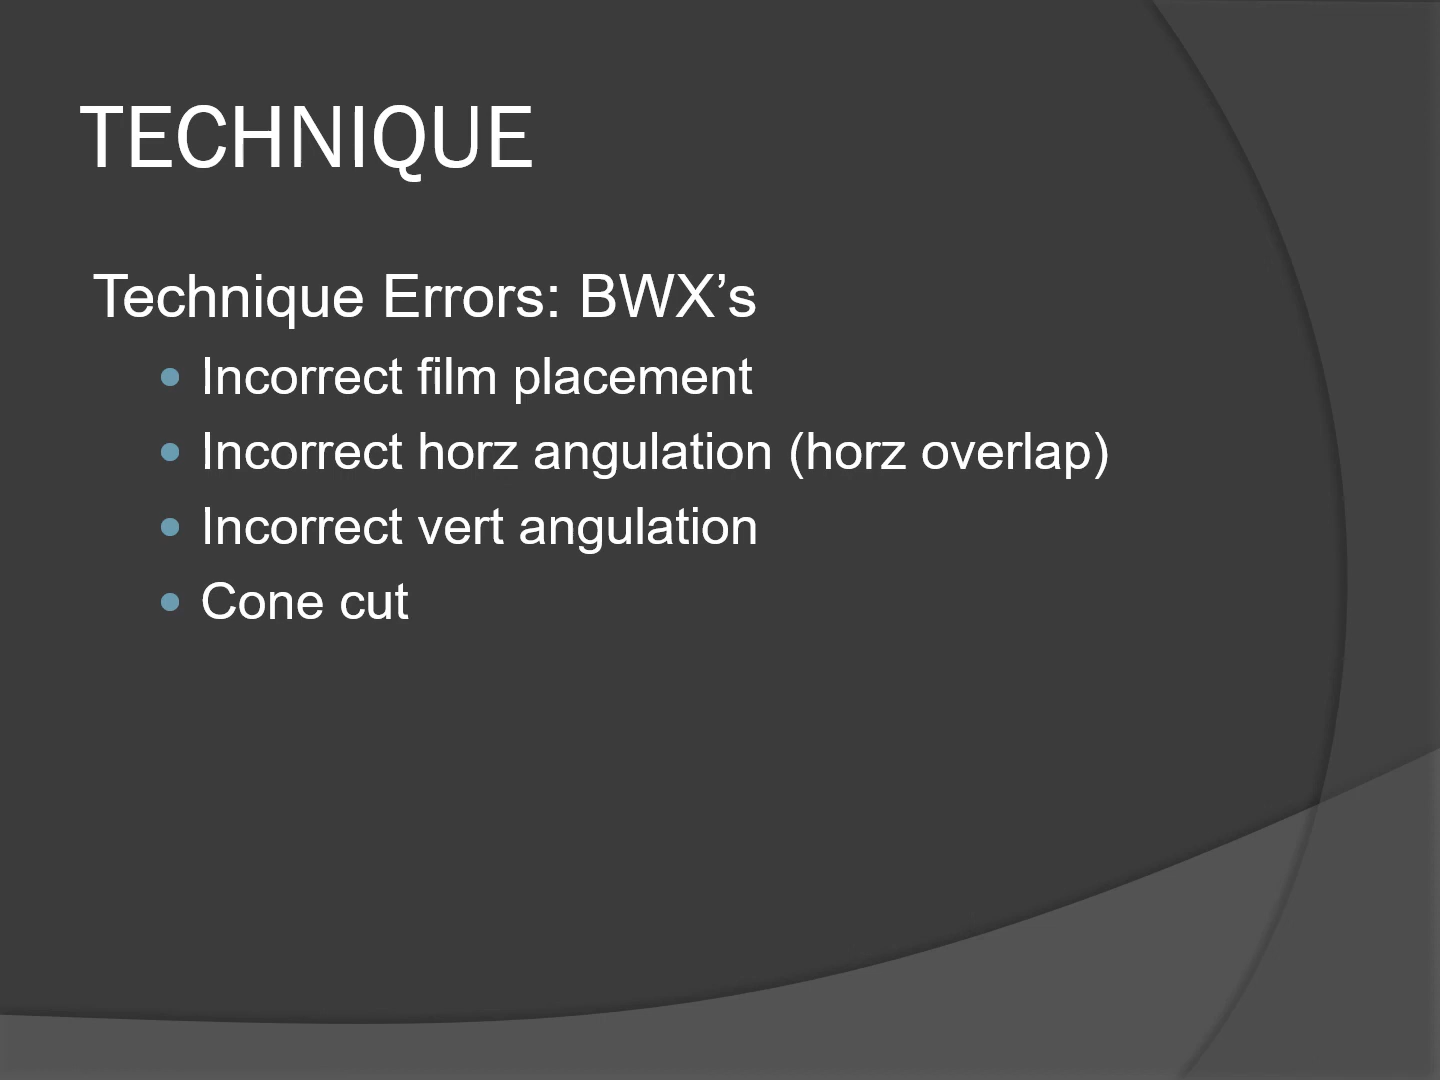 TECHNIQUE
Technique Errors: BWX’s
Incorrect film placement
Incorrect horz angulation (horz overlap)
Incorrect vert angulation
Cone cut